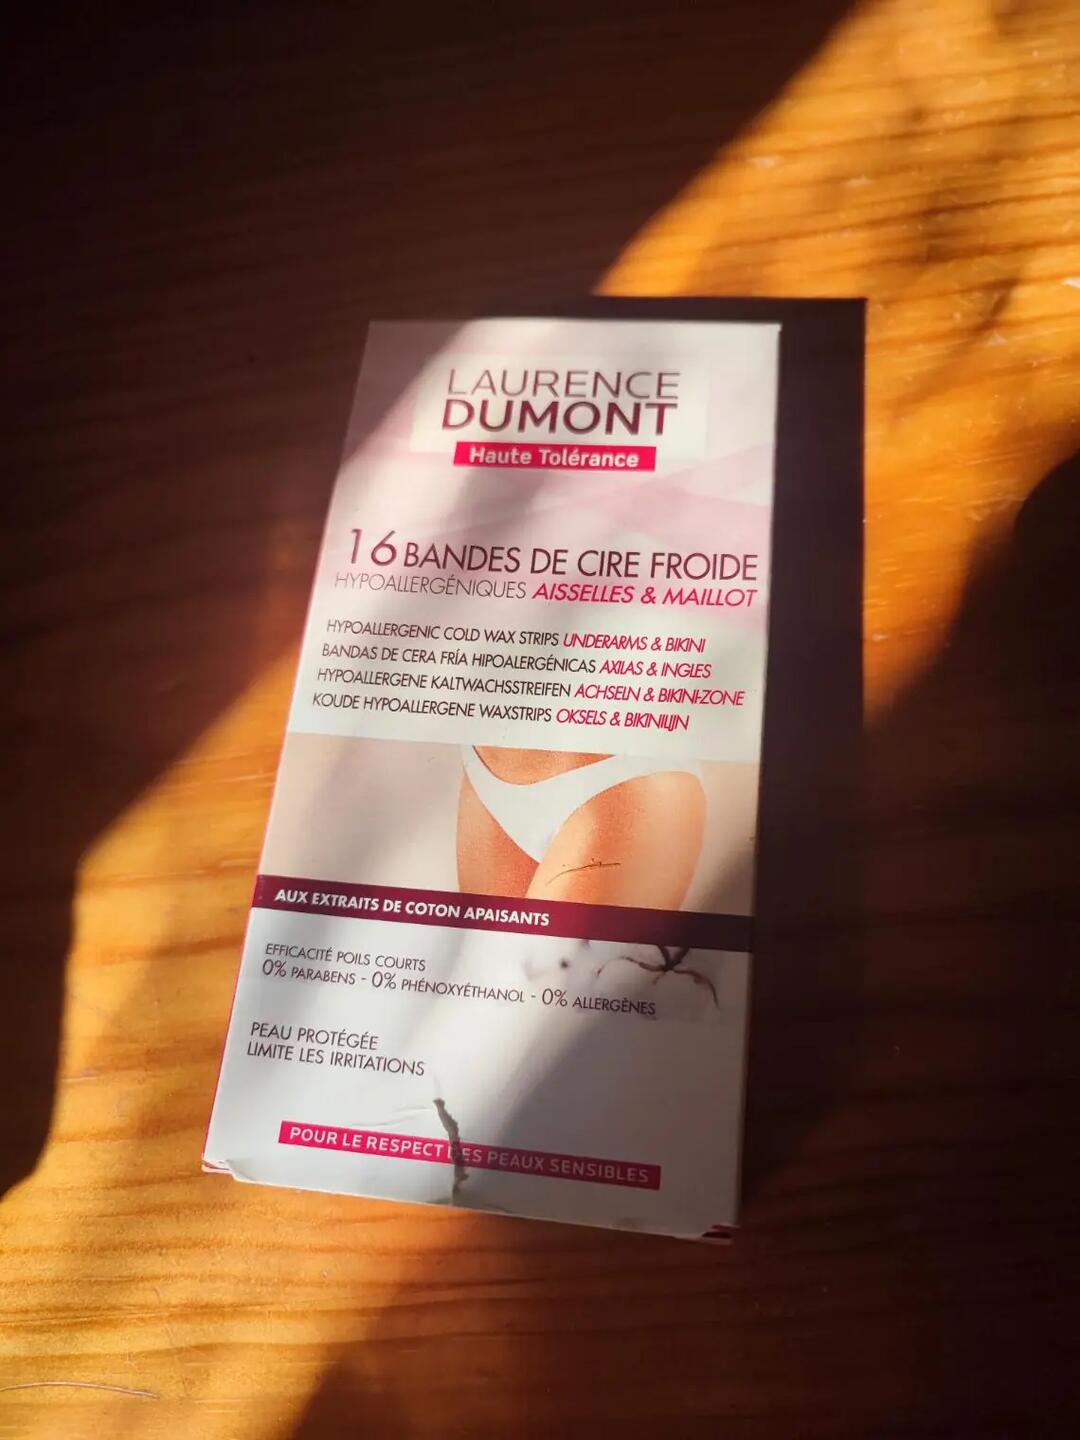 LAURENCE
DUMONT
Haute Tolérance
16 BANDES DE CIRE FROIDE
HYPOALLERGÉNIQUES AISSELLES & MAILLOT
HYPOALLERGENIC COLD WAX STRIPS UNDERARMS & BIKINI
BANDAS DE CERA FRÍA HIPOALERGÉNICAS AXILAS & INGLES
HYPOALLERGENE KALTWACHSSTREIFEN ACHSELN & BIKINI-ZONE
KOUDE HYPOALLERGENE WAXSTRIPS OKSELS & BIKINILIJN
AUX EXTRAITS DE COTON APAISANTS
EFFICACITÉ POILS COURTS
0% PARABENS - 0% PHÉNOXYÉTHANOL - 0% ALLERGÈNES
PEAU PROTÉGÉE
LIMITE LES IRRITATIONS
POUR LE RESPECT DES PEAUX SENSIBLES